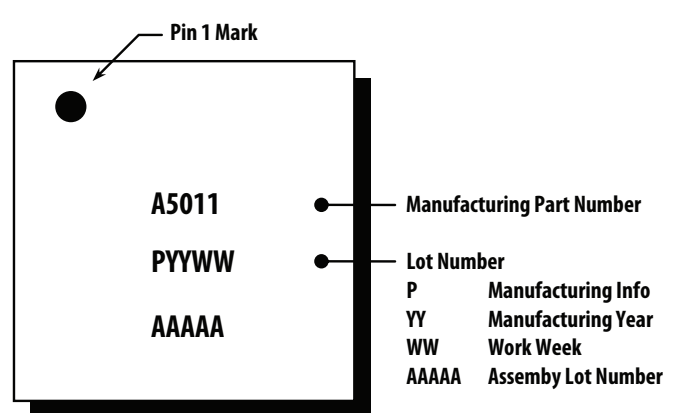 Pin 1 Mark
A5011
Manufacturing Part Number
PYYWW
Lot Number
P Manufacturing Info
YY Manufacturing Year
AAAAA
WW Work Week
AAAAA Assemby Lot Number